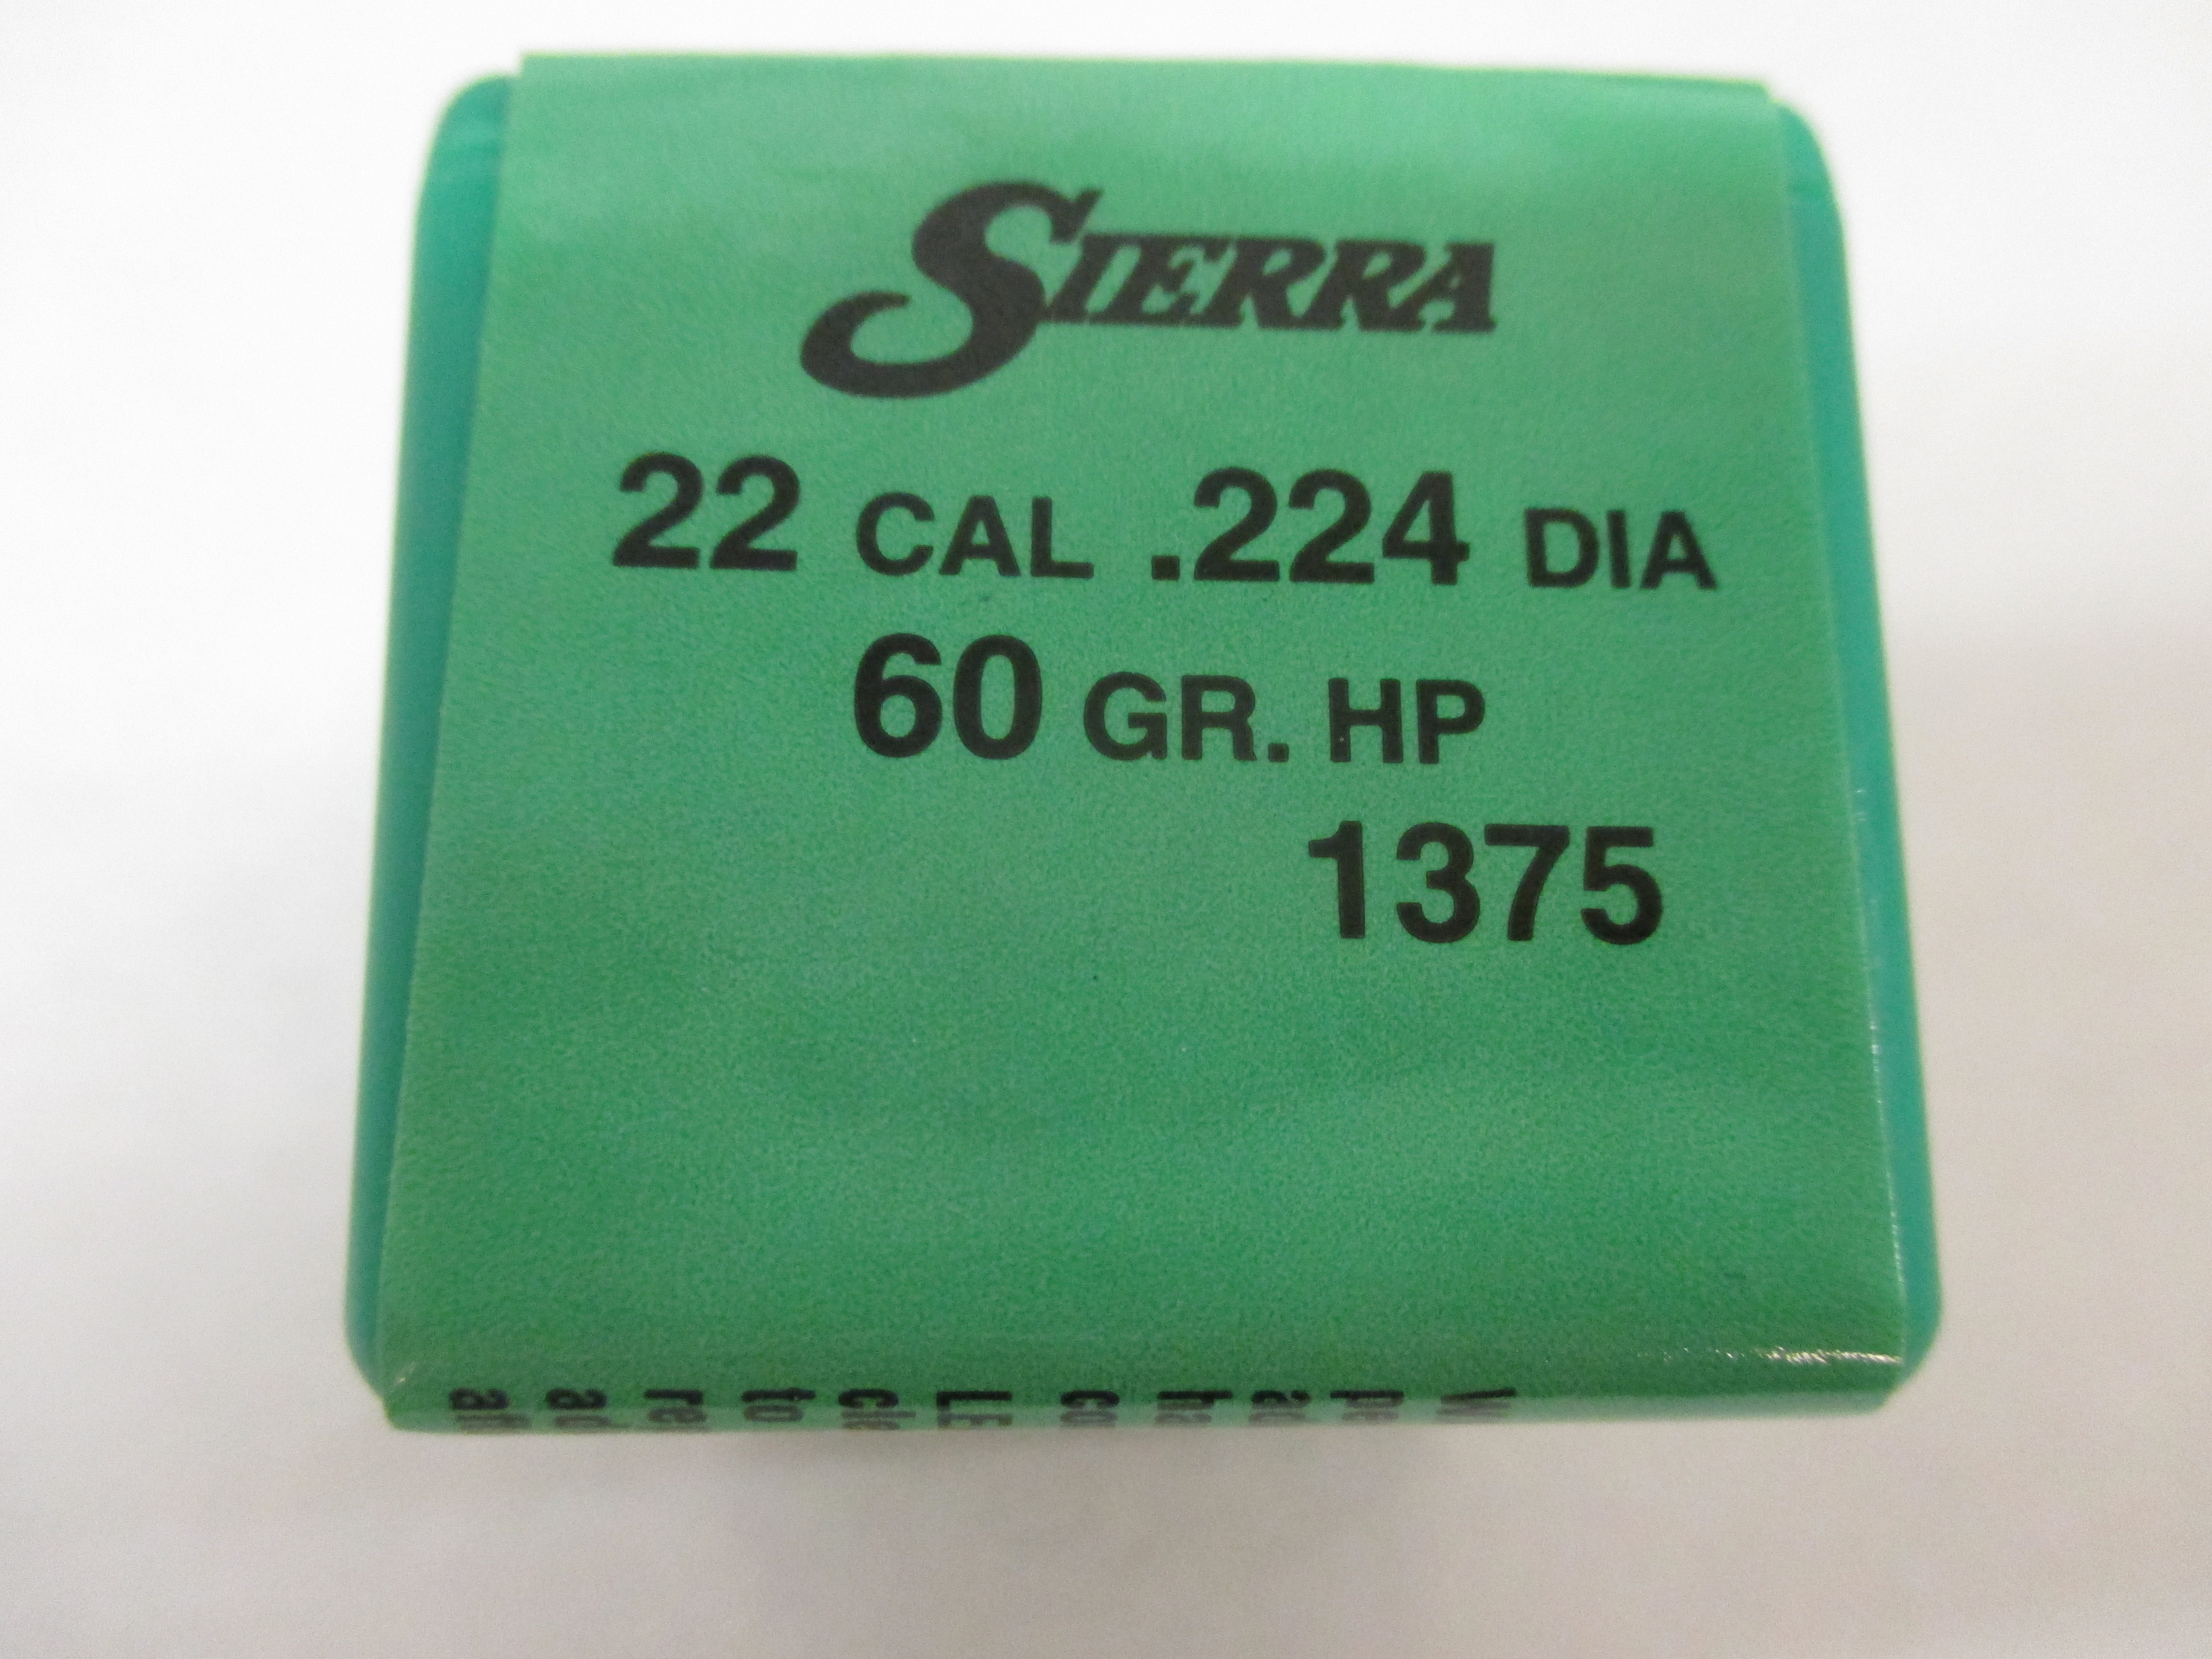 SIERRA
22 CAL .224 DIA
60 GR. HP
1375